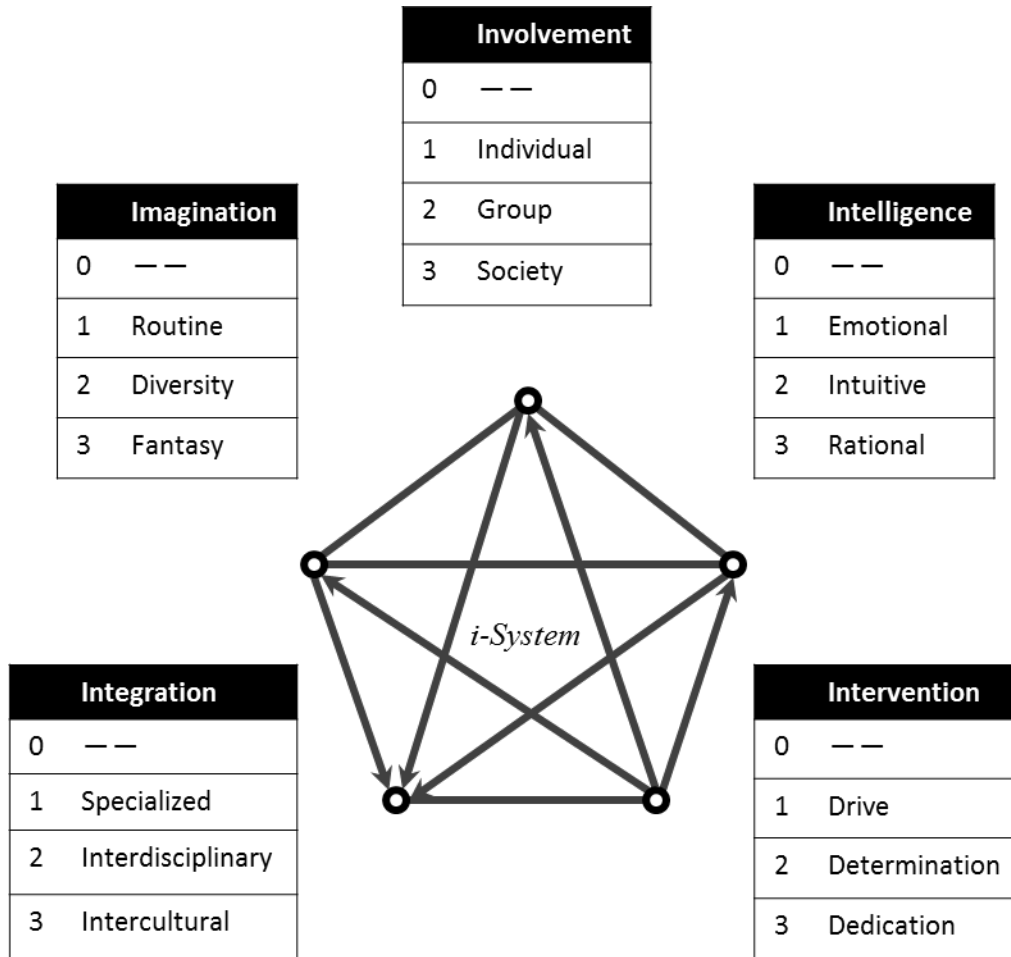 Involvement
0 — —
1 Individual
2 Group
3 Society
Imagination
0 — —
1 Routine
2 Diversity
3 Fantasy
Intelligence
0 — —
1 Emotional
2 Intuitive
3 Rational
i-System
Integration
0 — —
1 Specialized
2 Interdisciplinary
3 Intercultural
Intervention
0 — —
1 Drive
2 Determination
3 Dedication